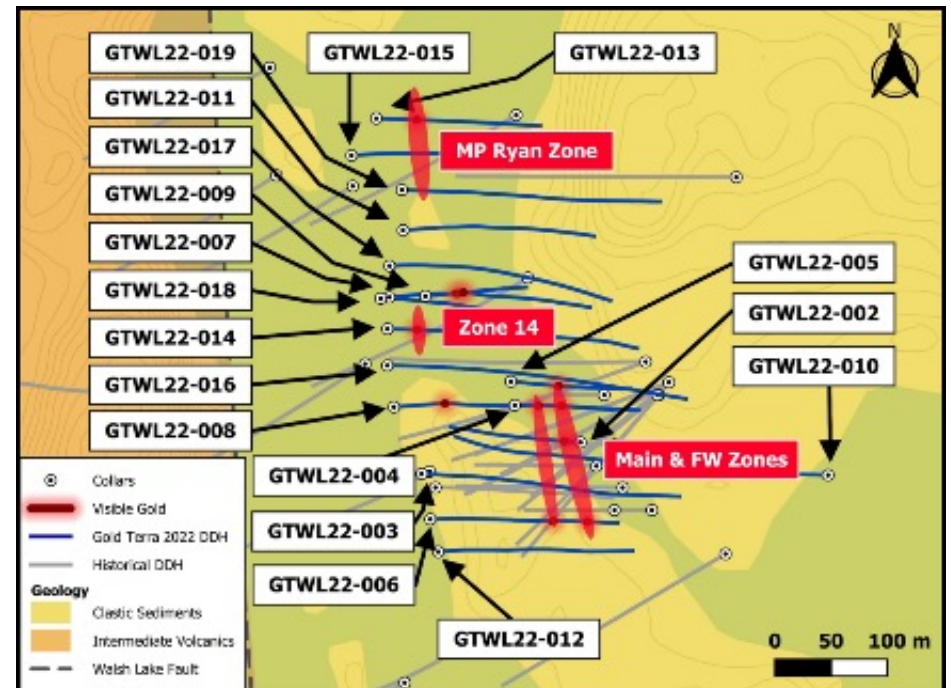 GTWL22-019
GTWL22-015
GTWL22-013
N
GTWL22-011
GTWL22-017
MP Ryan Zone
GTWL22-009
GTWL22-007
GTWL22-005
GTWL22-018
GTWL22-002
GTWL22-014
Zone 14
GTWL22-010
GTWL22-016
GTWL22-008
Main & FW Zones
GTWL22-004
GTWL22-003
GTWL22-006
GTWL22-012
Collars
Visible Gold
Gold Terra 2022 DDH
Historical DDH
Geology
Clastic Sediments
Intermediate Volcanics
Walsh Lake Fault
0 50 100 m